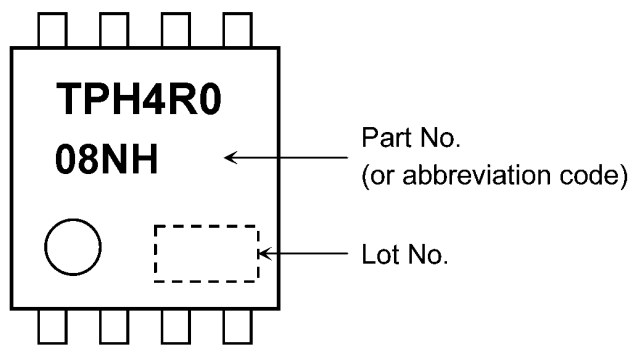 TPH4R0
08NH
Part No.
(or abbreviation code)
Lot No.